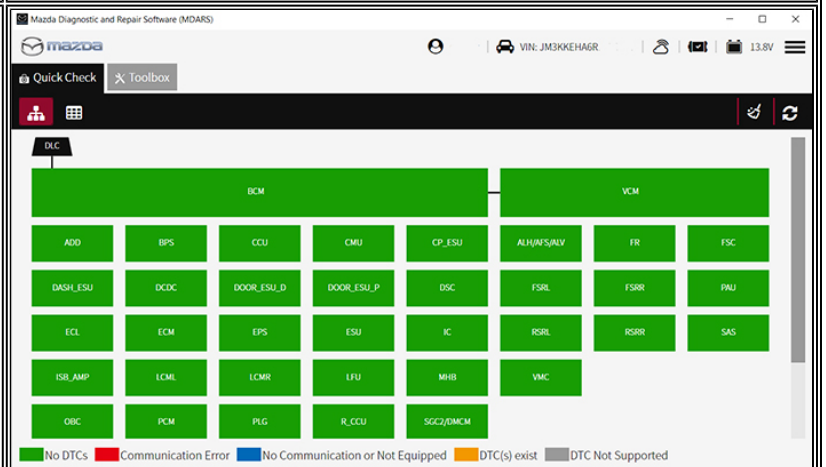 Mazda Diagnostic and Repair Software (MDARS)
mazda VIN: JM3KKEHA6R 13.8V
Quick Check Toolbox
DLC
BCM VCM
ADD BPS CCU CMU CP_ESU ALH/AFS/ALV FR FSC
DASH_ESU DCDC DOOR_ESU_D DOOR_ESU_P DSC FSRL FSRR PAU
ECL ECM EPS ESU IC RSRL RSRR SAS
ISB_AMP LCML LCMR LFU MHB VMC
OBC PCM PLG R_CCU SGC2/DMCM
No DTCs Communication Error No Communication or Not Equipped DTC(s) exist DTC Not Supported